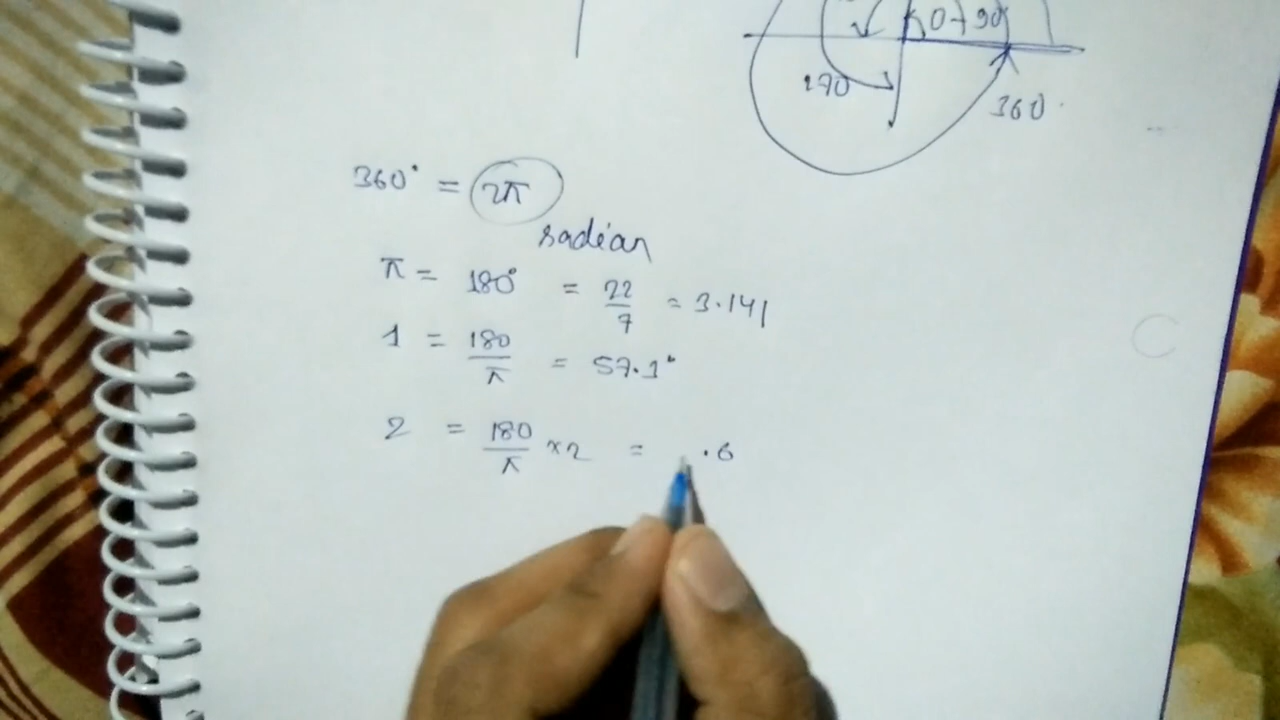 0+90
270
360
360° = 2π
radian
π = 180° = 22/7 = 3.141
1 = 180/π = 57.1°
2 = 180/π ×2 = .6